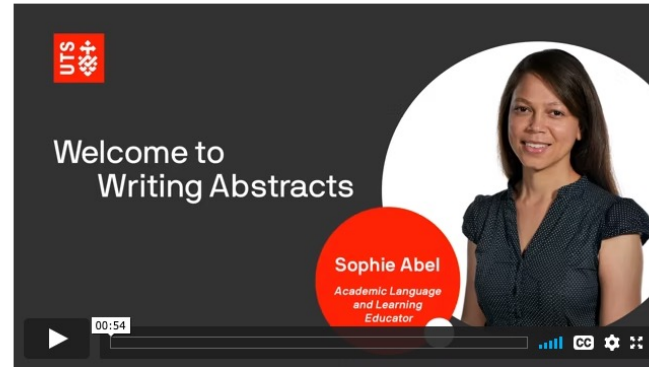 UTS
Welcome to
Writing Abstracts
Sophie Abel
Academic Language
and Learning
Educator
00:54
CC